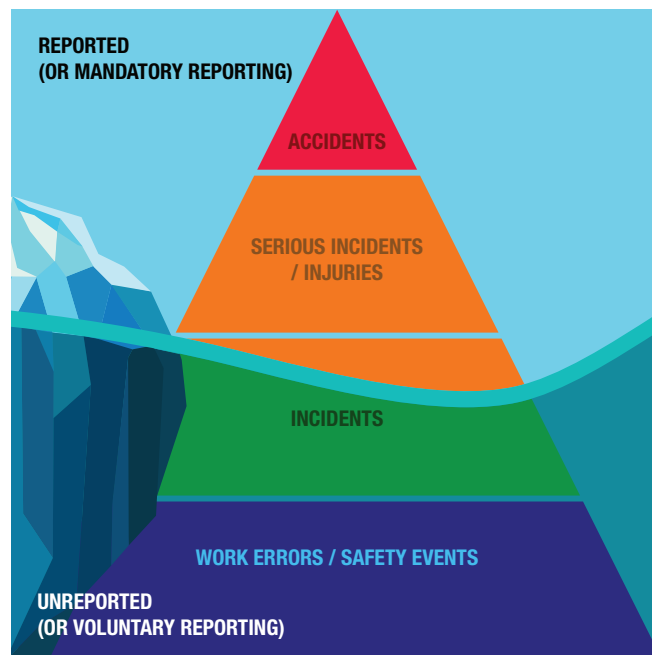 REPORTED
(OR MANDATORY REPORTING)
ACCIDENTS
SERIOUS INCIDENTS
/ INJURIES
INCIDENTS
WORK ERRORS / SAFETY EVENTS
UNREPORTED
(OR VOLUNTARY REPORTING)